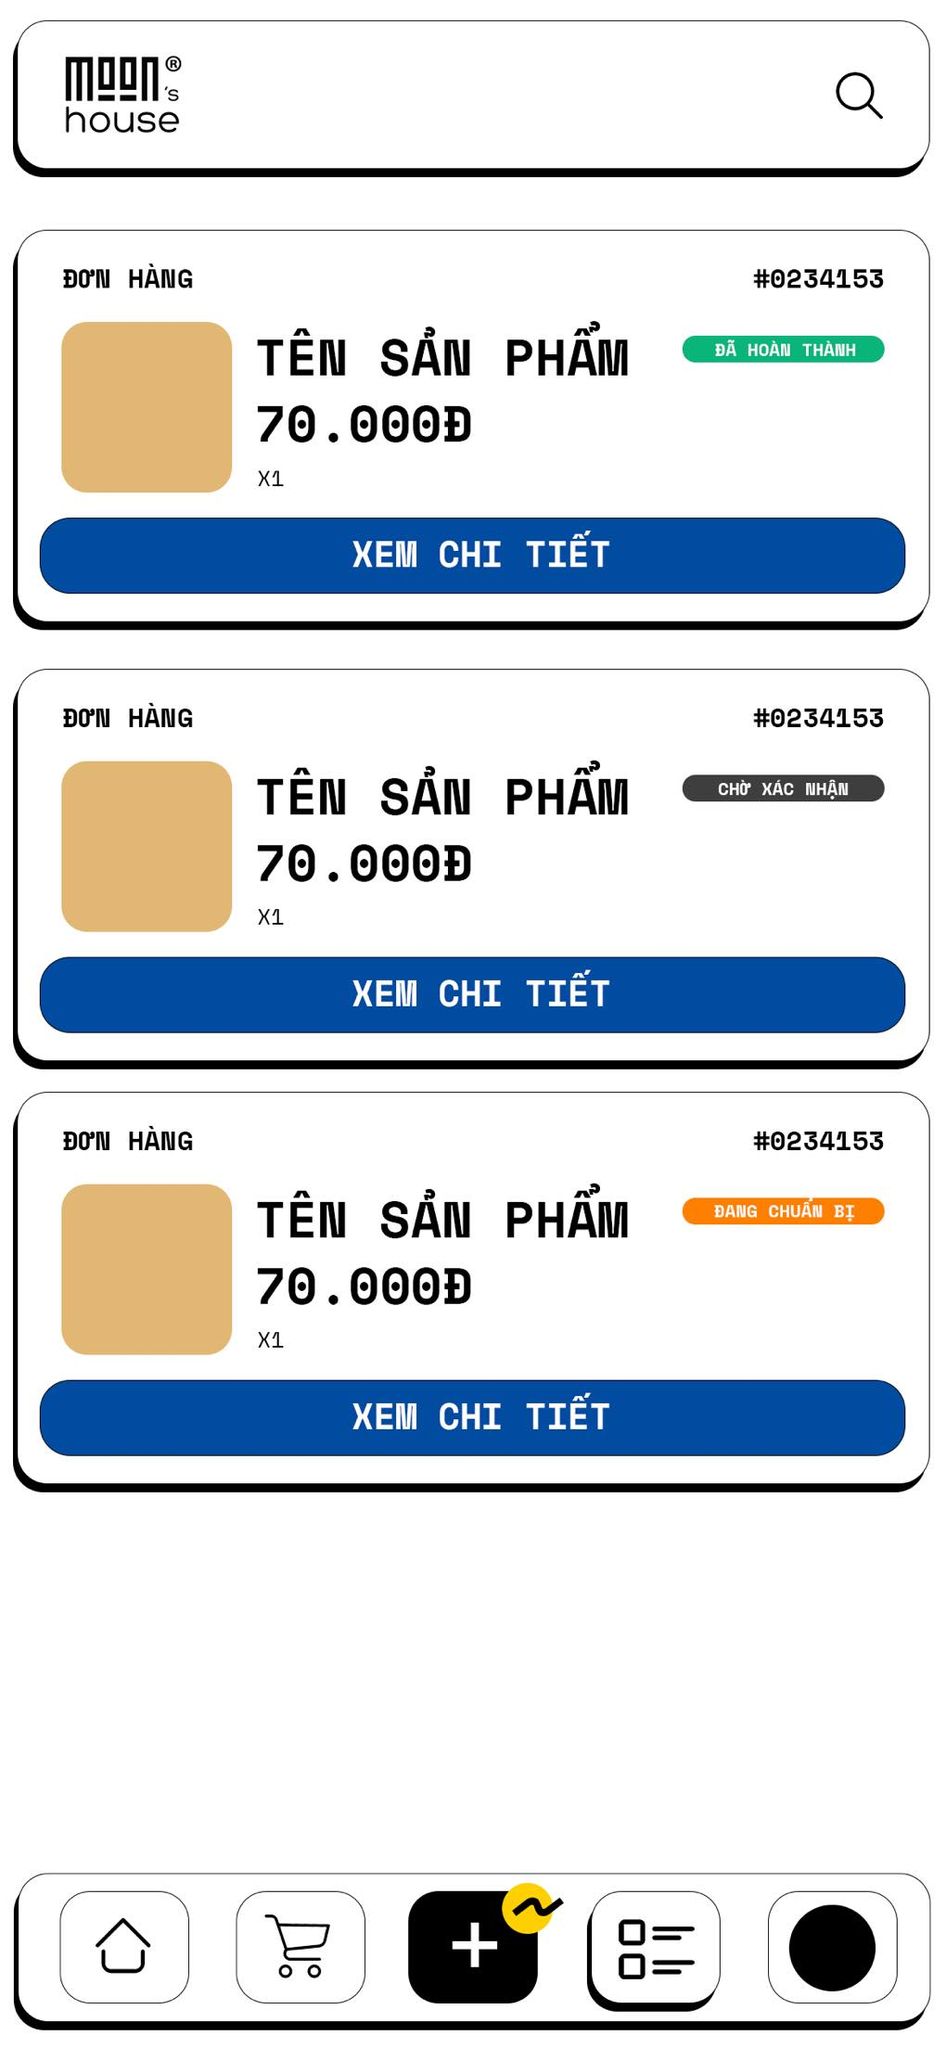 moon®
's
house
ĐƠN HÀNG #0234153
TÊN SẢN PHẨM ĐÃ HOÀN THÀNH
70.000Đ
X1
XEM CHI TIẾT
ĐƠN HÀNG #0234153
TÊN SẢN PHẨM CHỜ XÁC NHẬN
70.000Đ
X1
XEM CHI TIẾT
ĐƠN HÀNG #0234153
TÊN SẢN PHẨM ĐANG CHUẨN BỊ
70.000Đ
X1
XEM CHI TIẾT